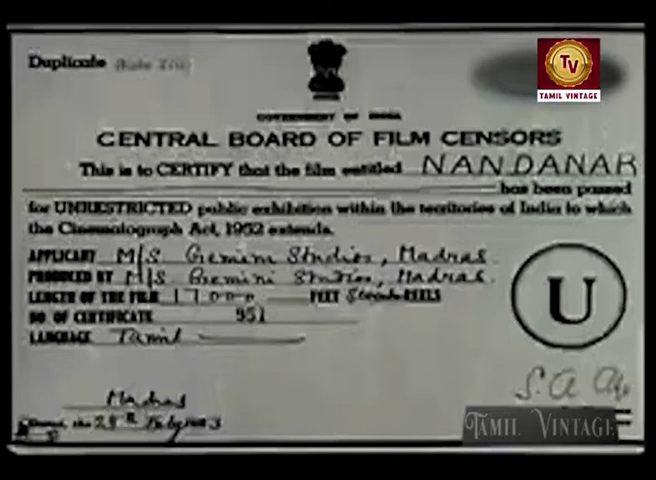 Duplicate
TV
TAMIL VINTAGE
GOVERNMENT OF INDIA
CENTRAL BOARD OF FILM CENSORS
This is to CERTIFY that the film entitled NANDANAR
has been passed
for UNRESTRICTED public exhibition within the territories of India to which
the Cinematograph Act, 1952 extends.
APPLICANT M/S Gemini Studios, Madras.
PRODUCED BY M/S Gemini Studios, Madras.
LENGTH OF THE FILM 17000 FEET REELS
NO OF CERTIFICATE 951
LANGUAGE Tamil
U
Madras
TAMIL VINTAGE